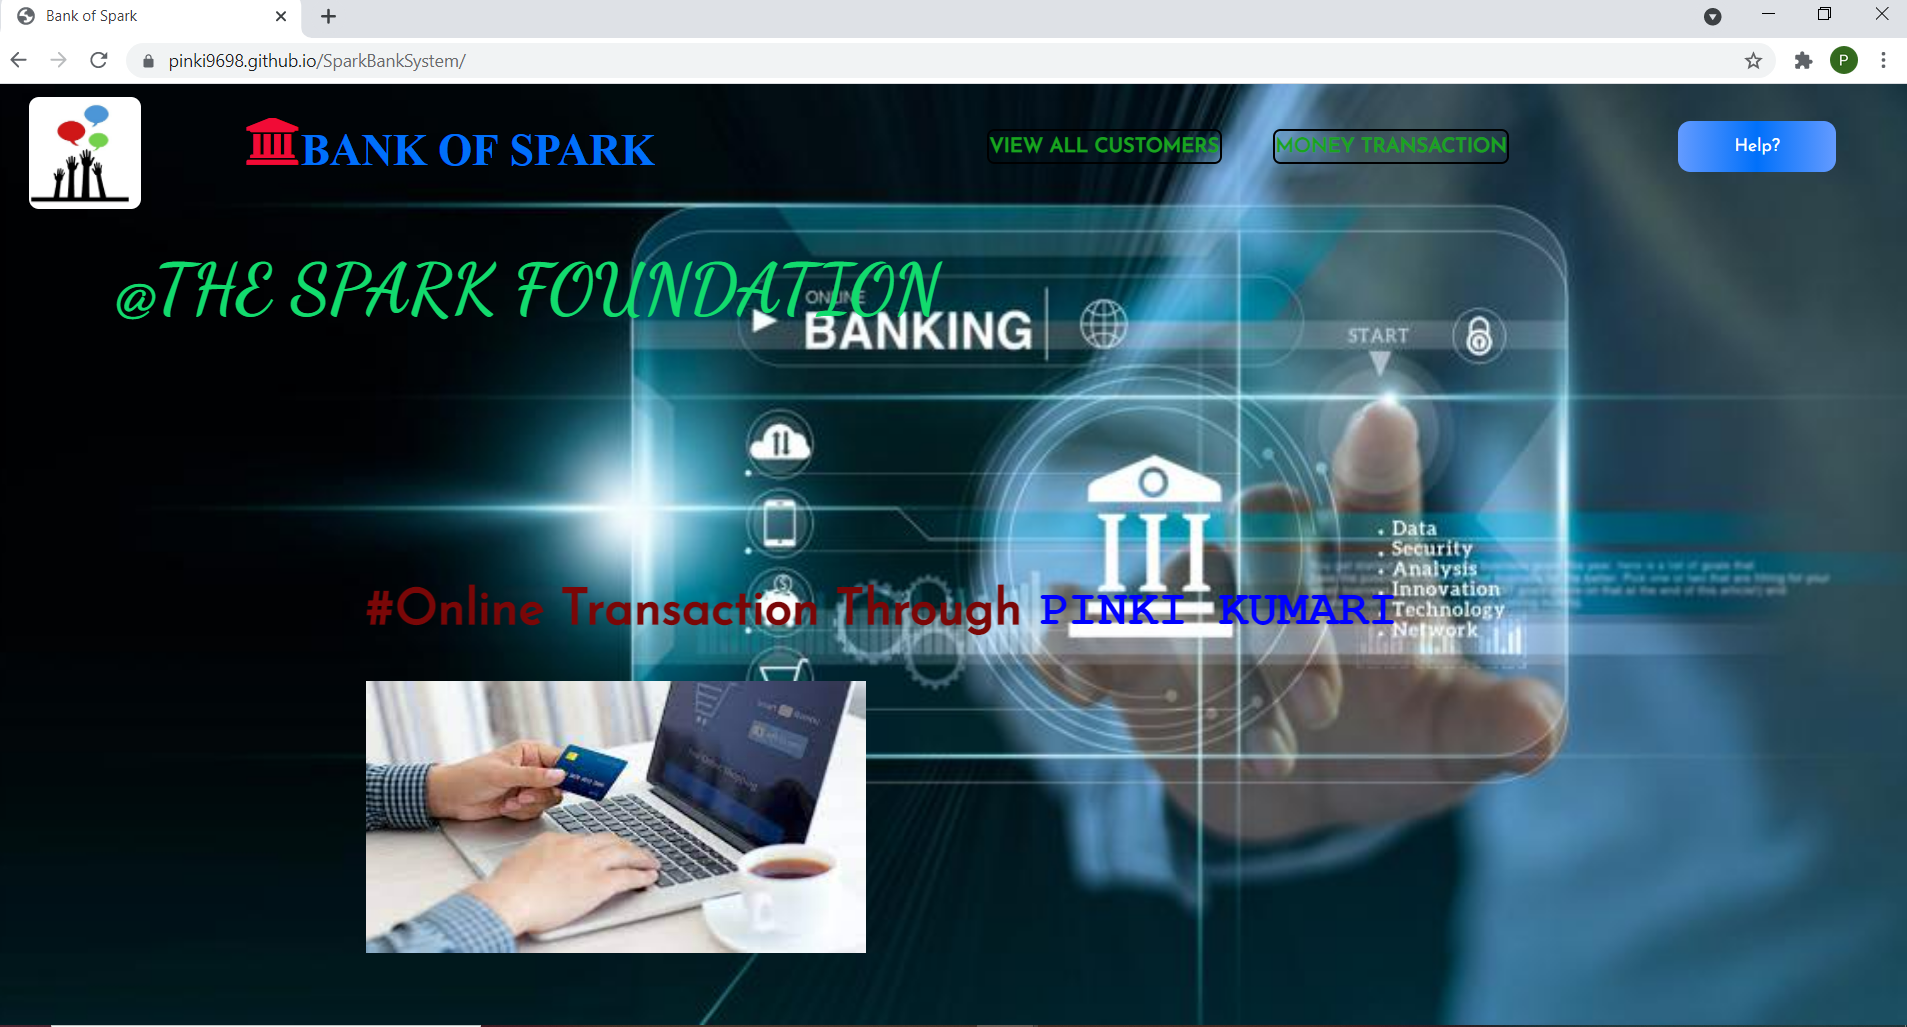 Bank of Spark
pinki9698.github.io/SparkBankSystem/
P
BANK OF SPARK
VIEW ALL CUSTOMERS
MONEY TRANSACTION
Help?
@THE SPARK FOUNDATION
ONLINE
BANKING
START
Data
Security
Analysis
Innovation
Technology
Network
#Online Transaction Through PINKI KUMARI